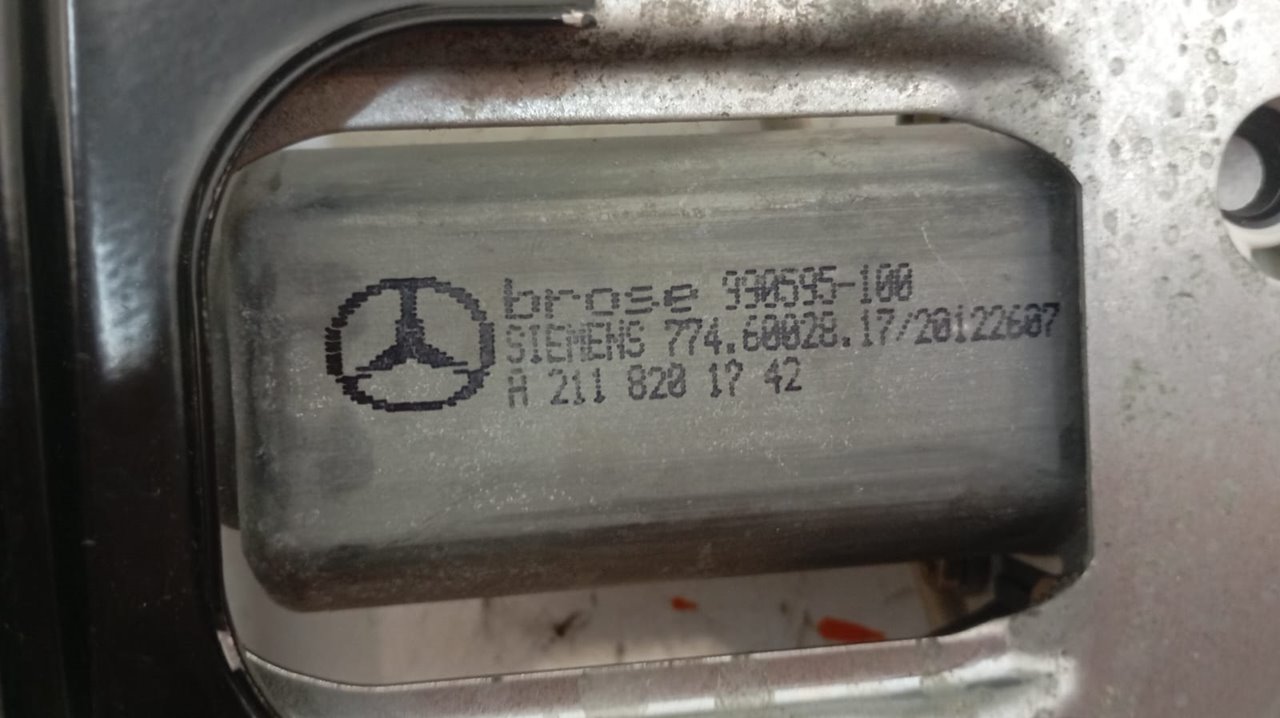 brose 990595-100
SIEMENS 774.60028.17/20122607
A 211 820 17 42